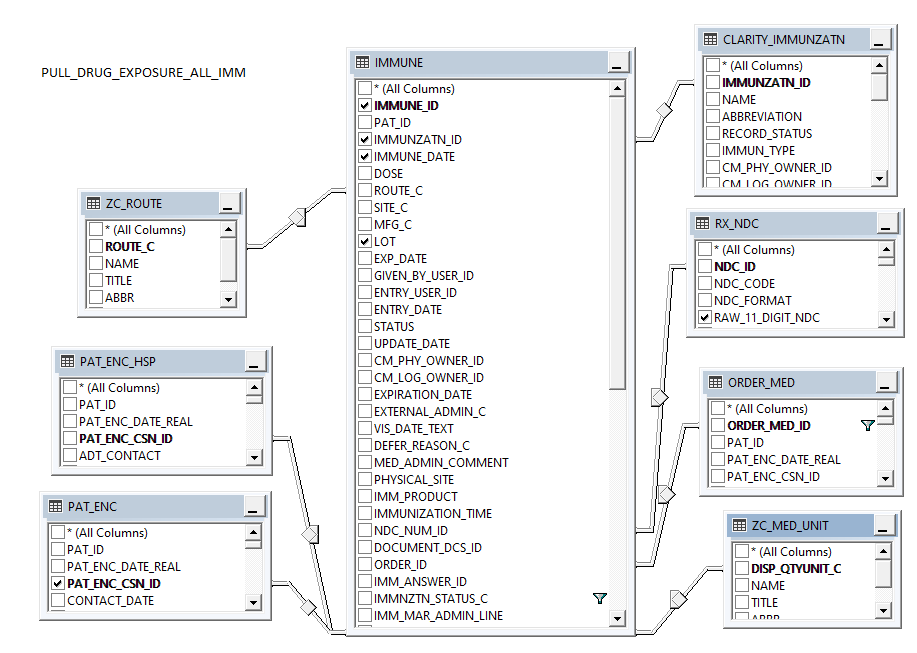 PULL_DRUG_EXPOSURE_ALL_IMM
IMMUNE
* (All Columns)
IMMUNE_ID
PAT_ID
IMMUNZATN_ID
IMMUNE_DATE
DOSE
ROUTE_C
SITE_C
MFG_C
LOT
EXP_DATE
GIVEN_BY_USER_ID
ENTRY_USER_ID
ENTRY_DATE
STATUS
UPDATE_DATE
CM_PHY_OWNER_ID
CM_LOG_OWNER_ID
EXPIRATION_DATE
EXTERNAL_ADMIN_C
VIS_DATE_TEXT
DEFER_REASON_C
MED_ADMIN_COMMENT
PHYSICAL_SITE
IMM_PRODUCT
IMMUNIZATION_TIME
NDC_NUM_ID
DOCUMENT_DCS_ID
ORDER_ID
IMM_ANSWER_ID
IMMNZTN_STATUS_C
IMM_MAR_ADMIN_LINE
ZC_ROUTE
* (All Columns)
ROUTE_C
NAME
TITLE
ABBR
PAT_ENC_HSP
* (All Columns)
PAT_ID
PAT_ENC_DATE_REAL
PAT_ENC_CSN_ID
ADT_CONTACT
PAT_ENC
* (All Columns)
PAT_ID
PAT_ENC_DATE_REAL
PAT_ENC_CSN_ID
CONTACT_DATE
CLARITY_IMMUNZATN
* (All Columns)
IMMUNZATN_ID
NAME
ABBREVIATION
RECORD_STATUS
IMMUN_TYPE
CM_PHY_OWNER_ID
CM_LOG_OWNER_ID
RX_NDC
* (All Columns)
NDC_ID
NDC_CODE
NDC_FORMAT
RAW_11_DIGIT_NDC
ORDER_MED
* (All Columns)
ORDER_MED_ID
PAT_ID
PAT_ENC_DATE_REAL
PAT_ENC_CSN_ID
ZC_MED_UNIT
* (All Columns)
DISP_QTYUNIT_C
NAME
TITLE
ABBR